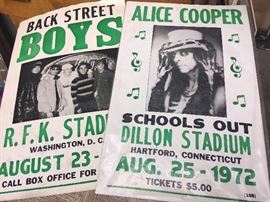 BACK STREET
BOYS
R.F.K. STAD
WASHINGTON, D. C.
AUGUST 23 -
CALL BOX OFFICE FOR
ALICE COOPER
SCHOOLS OUT
DILLON STADIUM
HARTFORD, CONNECTICUT
AUG. 25 - 1972
TICKETS $5.00
(188)